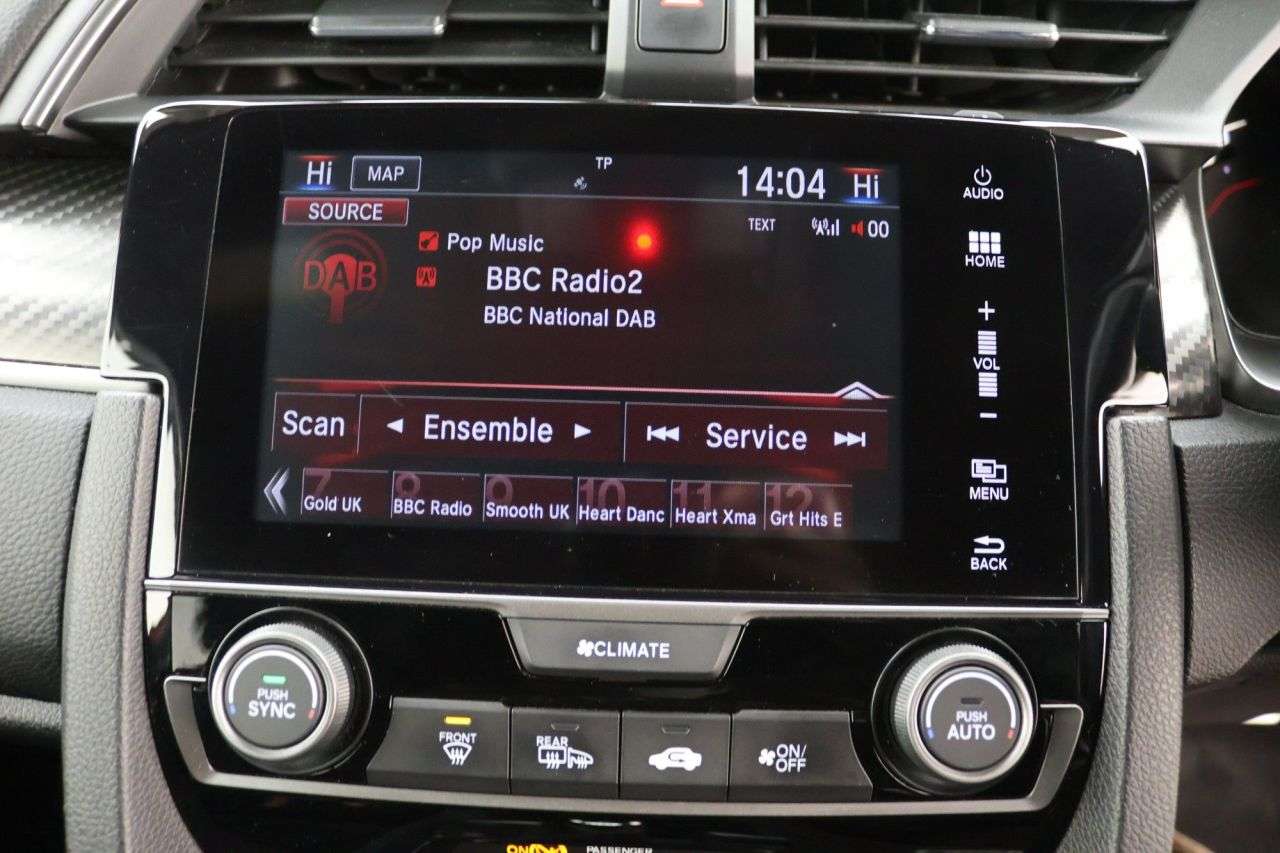 Hi MAP TP 14:04 Hi
SOURCE TEXT 00
DAB
Pop Music
BBC Radio2
BBC National DAB
Scan Ensemble Service
7 8 9 10 11 12
Gold UK BBC Radio Smooth UK Heart Danc Heart Xma Grt Hits E
AUDIO
HOME
+
VOL
-
MENU
BACK
CLIMATE
PUSH
SYNC
FRONT
REAR
ON/
OFF
PUSH
AUTO
ON PASSENGER